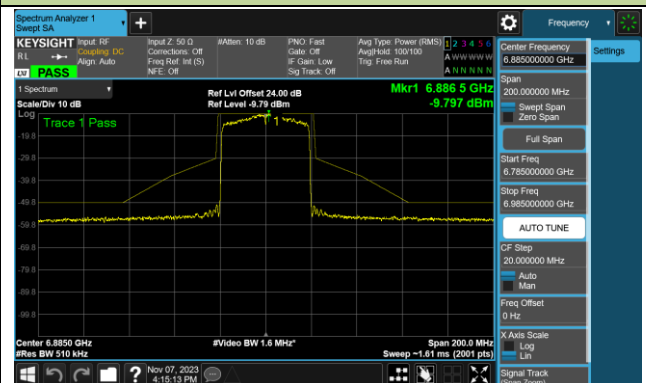 Spectrum Analyzer 1
Swept SA
Frequency
KEYSIGHT
RL
LXI
PASS
Input: RF
Coupling: DC
Align: Auto
Input Z: 50 Ω
Corrections: Off
Freq Ref: Int (S)
NFE: Off
#Atten: 10 dB
PNO: Fast
Gate: Off
IF Gain: Low
Sig Track: Off
Avg Type: Power (RMS)
Avg|Hold: 100/100
Trig: Free Run
1 2 3 4 5 6
A W W W W W
A N N N N N
Center Frequency
6.885000000 GHz
Settings
Span
200.000000 MHz
Swept Span
Zero Span
Full Span
Start Freq
6.785000000 GHz
Stop Freq
6.985000000 GHz
AUTO TUNE
CF Step
20.000000 MHz
Auto
Man
Freq Offset
0 Hz
X Axis Scale
Log
Lin
Signal Track
(Span Zoom)
1 Spectrum
Scale/Div 10 dB
Ref Lvl Offset 24.00 dB
Ref Level -9.79 dBm
Mkr1 6.886 5 GHz
-9.797 dBm
Log
Trace 1 Pass
1
-19.8
-29.8
-39.8
-49.8
-59.8
-69.8
-79.8
-89.8
-99.8
Center 6.8850 GHz
#Res BW 510 kHz
#Video BW 1.6 MHz*
Span 200.0 MHz
Sweep ~1.61 ms (2001 pts)
Nov 07, 2023
4:15:13 PM